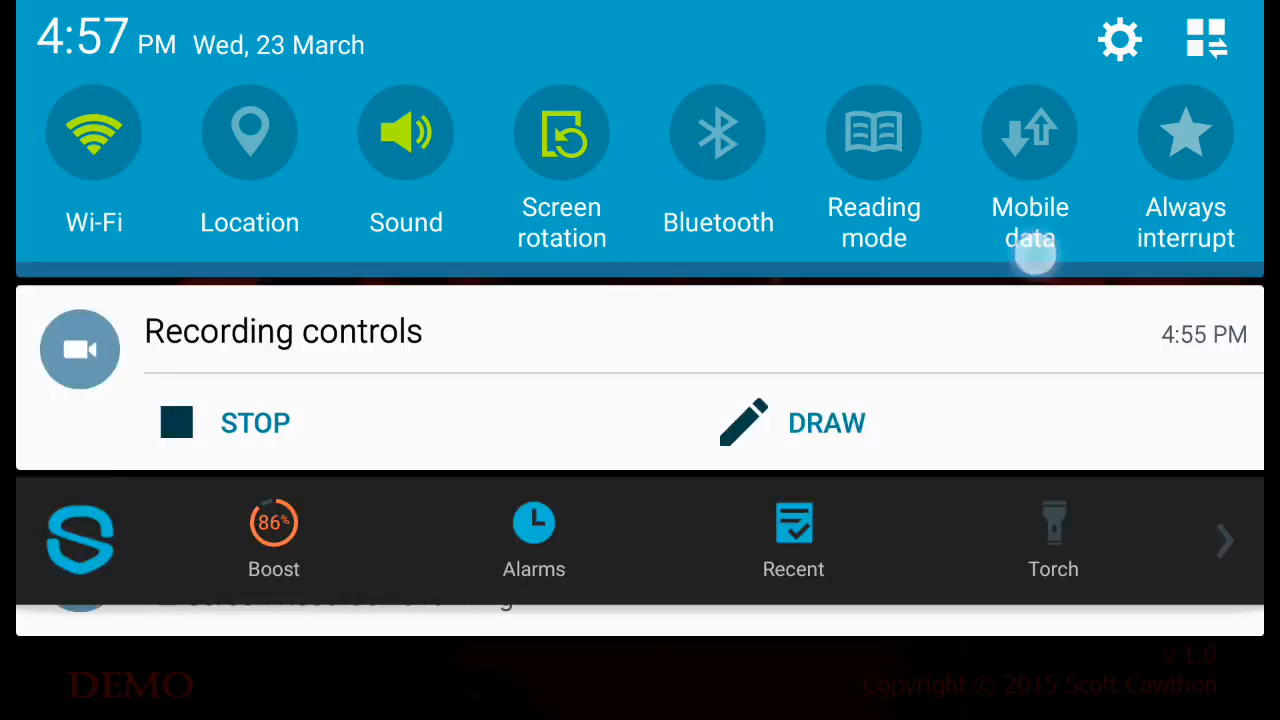 4:57 PM Wed, 23 March
Wi-Fi
Location
Sound
Screen
rotation
Bluetooth
Reading
mode
Mobile
data
Always
interrupt
Recording controls
4:55 PM
STOP
DRAW
86%
Boost
Alarms
Recent
Torch
v 1.0
DEMO
Copyright © 2015 Scott Cawthon